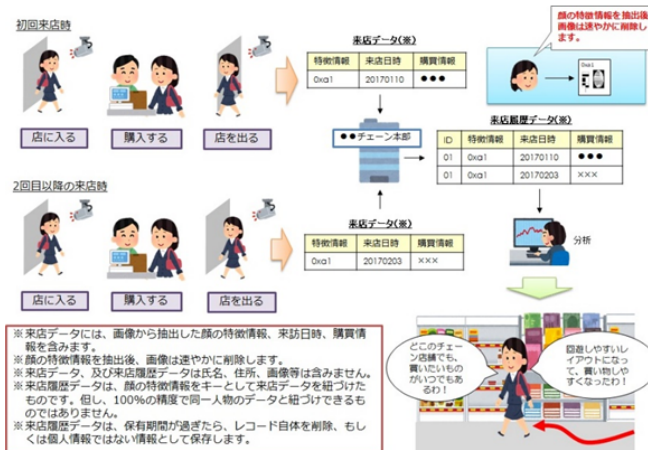 初回来店時
店に入る
購入する
店を出る
来店データ(※)
特徴情報 来店日時 購買情報
0xa1 20170110 ●●●
顔の特徴情報を抽出後、
画像は速やかに削除し
ます。
0xa1
●●チェーン本部
来店履歴データ(※)
ID 特徴情報 来店日時 購買情報
01 0xa1 20170110 ●●●
01 0xa1 20170203 ×××
2回目以降の来店時
店に入る
購入する
店を出る
来店データ(※)
特徴情報 来店日時 購買情報
0xa1 20170203 ×××
分析
※来店データには、画像から抽出した顔の特徴情報、来訪日時、購買情
報を含みます。
※顔の特徴情報を抽出後、画像は速やかに削除します。
※来店データ、及び来店履歴データは氏名、住所、画像等は含みません。
※来店履歴データは、顔の特徴情報をキーとして来店データを紐づけた
ものです。但し、100%の精度で同一人物のデータと紐づけできるも
のではありません。
※来店履歴データは、保有期間が過ぎたら、レコード自体を削除、もし
くは個人情報ではない情報として保存します。
どこのチェー
ン店舗でも、
買いたいもの
がいつでもあ
るわ!
回遊しやすいレ
イアウトになっ
て、買い物しや
すくなったわ!